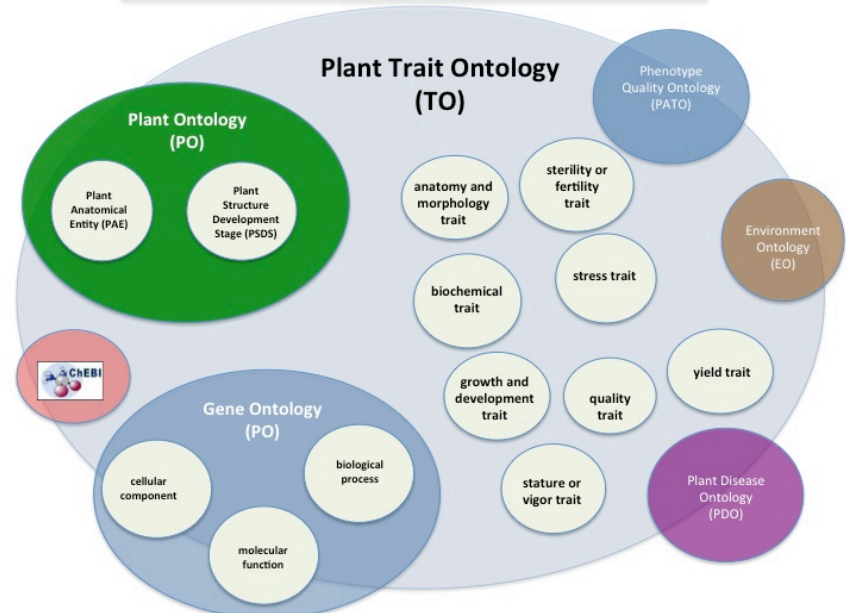 Plant Trait Ontology
(TO)
Phenotype
Quality Ontology
(PATO)
Plant Ontology
(PO)
Plant
Anatomical
Entity (PAE)
Plant
Structure
Development
Stage (PSDS)
anatomy and
morphology
trait
sterility or
fertility
trait
Environment
Ontology
(EO)
biochemical
trait
stress trait
ChEBI
growth and
development
trait
quality
trait
yield trait
Gene Ontology
(PO)
cellular
component
biological
process
molecular
function
stature or
vigor trait
Plant Disease
Ontology
(PDO)